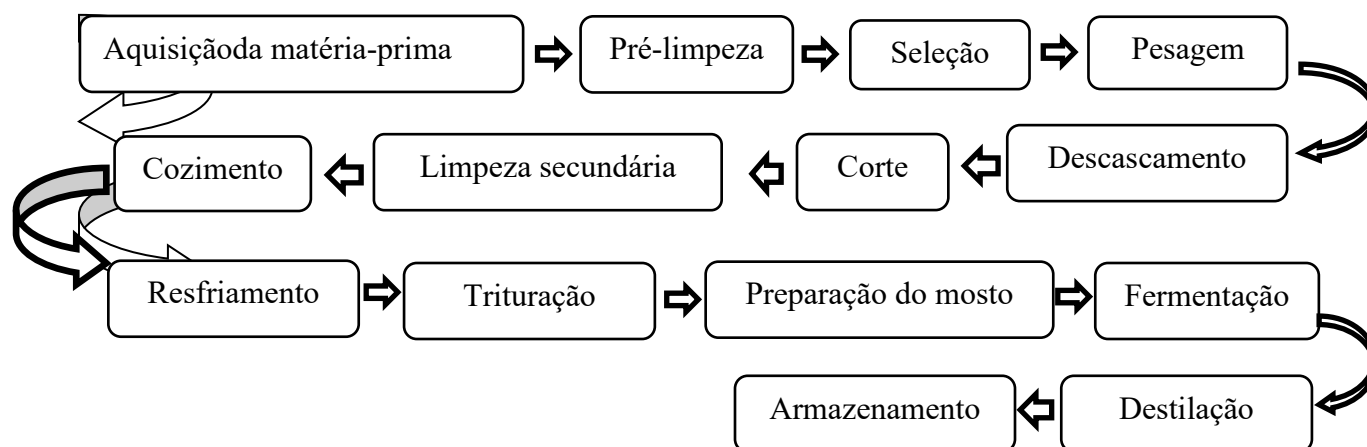 Aquisiçãoda matéria-prima
Pré-limpeza
Seleção
Pesagem
Descascamento
Corte
Limpeza secundária
Cozimento
Resfriamento
Trituração
Preparação do mosto
Fermentação
Destilação
Armazenamento